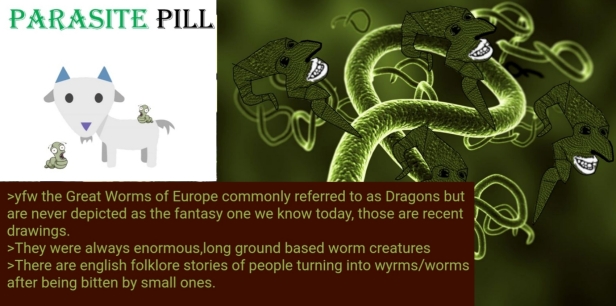 PARASITE PILL
>yfw the Great Worms of Europe commonly referred to as Dragons but
are never depicted as the fantasy one we know today, those are recent
drawings.
>They were always enormous,long ground based worm creatures
>There are english folklore stories of people turning into wyrms/worms
after being bitten by small ones.